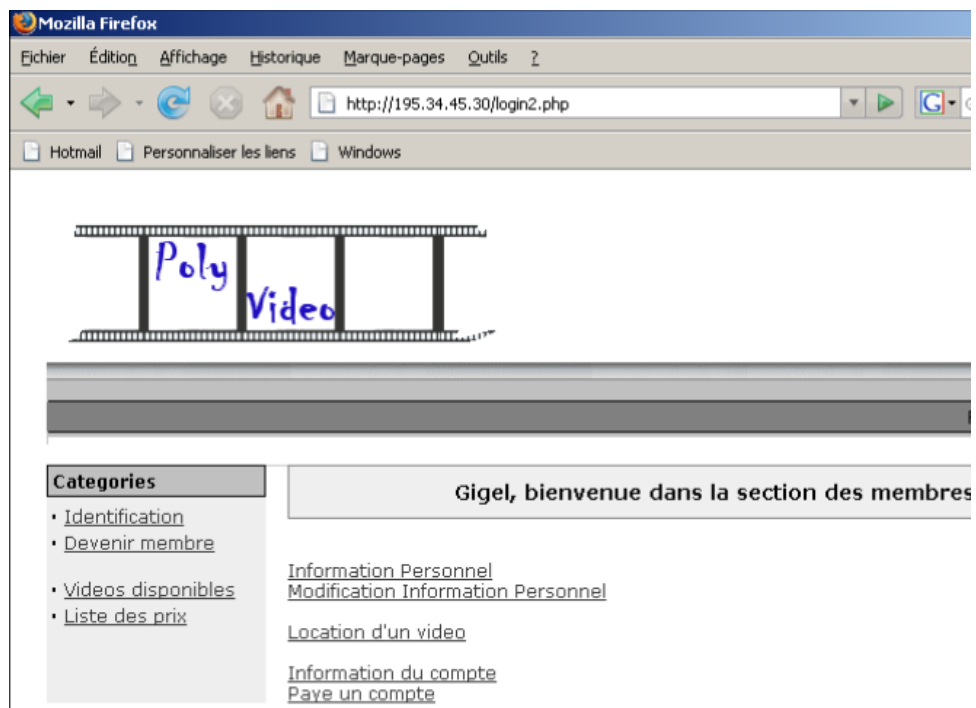 Mozilla Firefox
Fichier Édition Affichage Historique Marque-pages Outils ?
http://195.34.45.30/login2.php
G
Hotmail Personnaliser les liens Windows
Poly
Video
Categories
• Identification
• Devenir membre
• Videos disponibles
• Liste des prix
Gigel, bienvenue dans la section des membres
Information Personnel
Modification Information Personnel
Location d'un video
Information du compte
Paye un compte